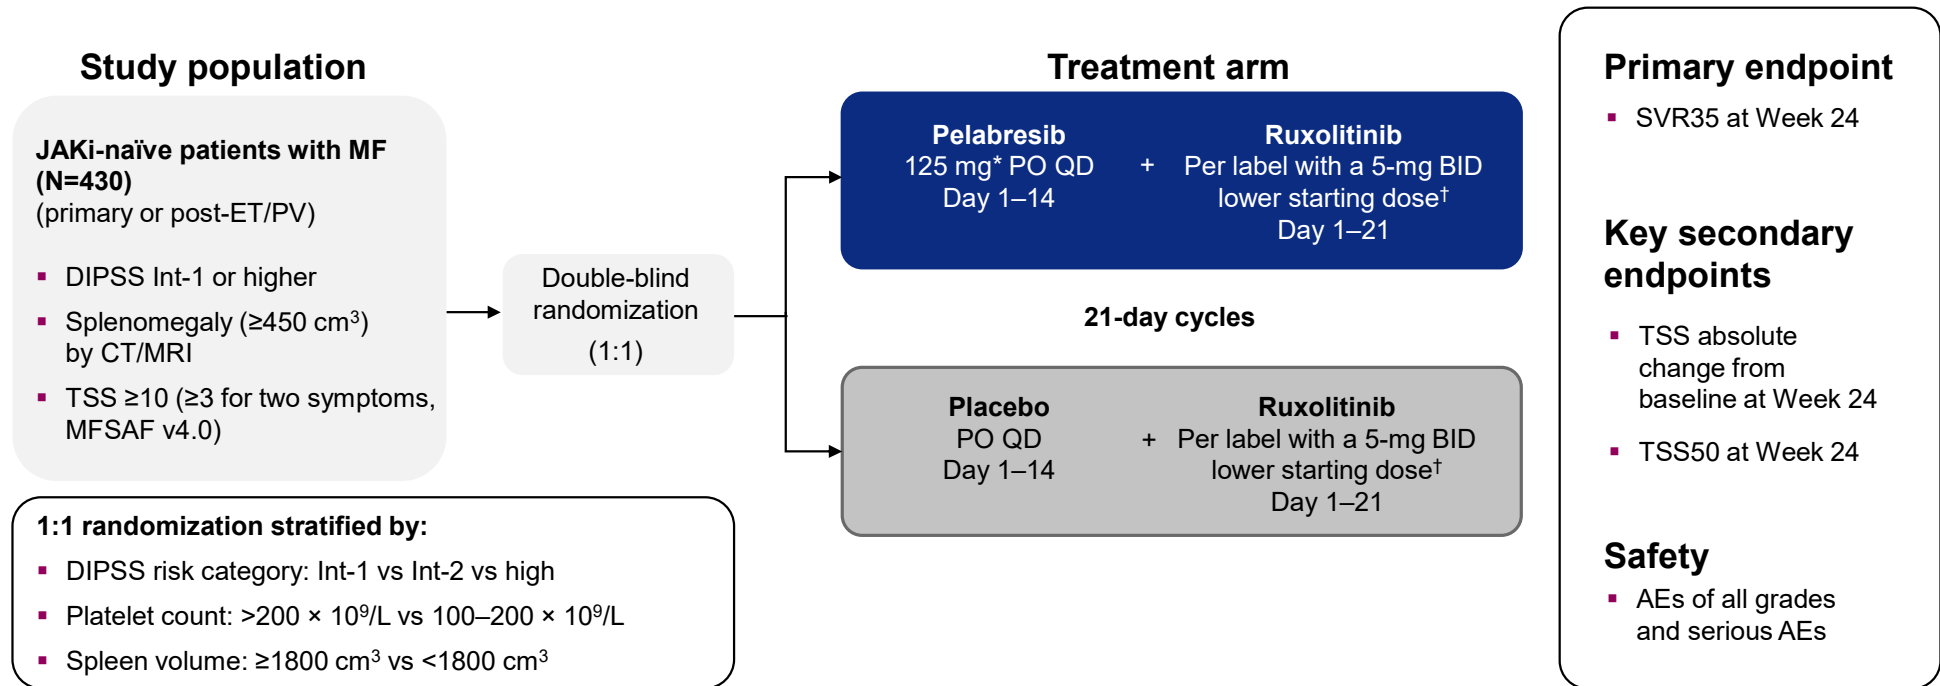 Study population
JAKi-naïve patients with MF
(N=430)
(primary or post-ET/PV)
▪ DIPSS Int-1 or higher
▪ Splenomegaly (≥450 cm³)
by CT/MRI
▪ TSS ≥10 (≥3 for two symptoms,
MFSAF v4.0)
1:1 randomization stratified by:
▪ DIPSS risk category: Int-1 vs Int-2 vs high
▪ Platelet count: >200 × 10⁹/L vs 100–200 × 10⁹/L
▪ Spleen volume: ≥1800 cm³ vs <1800 cm³
Double-blind
randomization
(1:1)
Treatment arm
Pelabresib
125 mg* PO QD
Day 1–14
+
Ruxolitinib
Per label with a 5-mg BID
lower starting dose†
Day 1–21
21-day cycles
Placebo
PO QD
Day 1–14
+
Ruxolitinib
Per label with a 5-mg BID
lower starting dose†
Day 1–21
Primary endpoint
▪ SVR35 at Week 24
Key secondary
endpoints
▪ TSS absolute
change from
baseline at Week 24
▪ TSS50 at Week 24
Safety
▪ AEs of all grades
and serious AEs